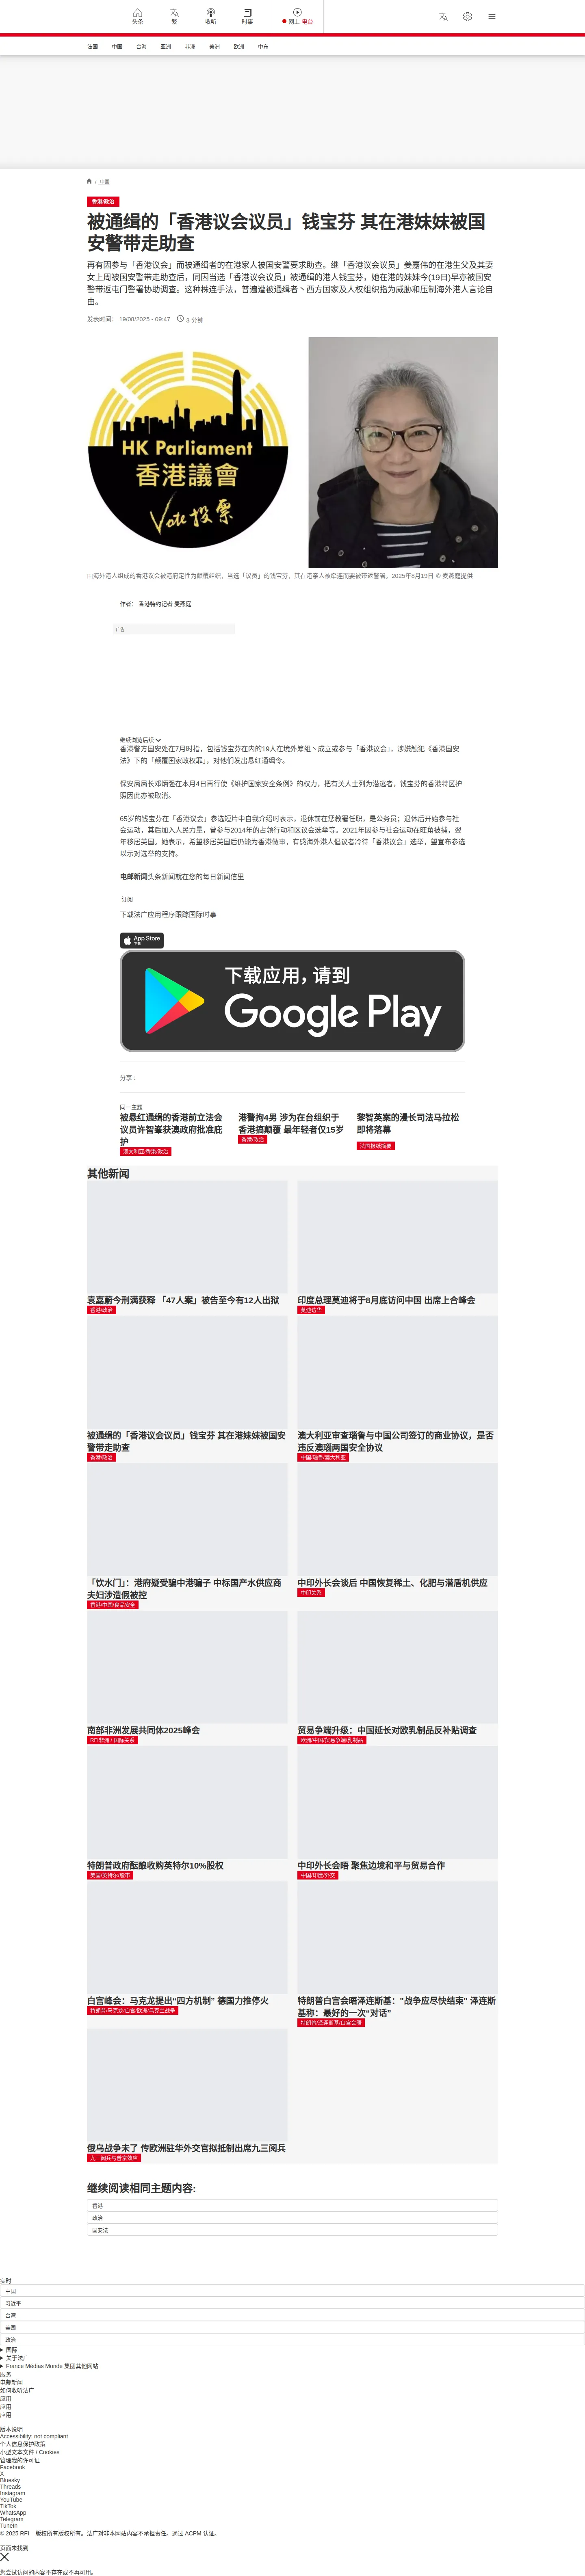 头条
繁
收听
时事
网上 电台
法国
中国
台海
亚洲
非洲
美洲
欧洲
中东
/ 中国
香港/政治
被通缉的「香港议会议员」钱宝芬 其在港妹妹被国
安警带走助查
再有因参与「香港议会」而被通缉者的在港家人被国安警要求助查。继「香港议会议员」姜嘉伟的在港生父及其妻
女上周被国安警带走助查后，同因当选「香港议会议员」被通缉的港人钱宝芬，她在港的妹妹今(19日)早亦被国安
警带返屯门警署协助调查。这种株连手法，普遍遭被通缉者丶西方国家及人权组织指为威胁和压制海外港人言论自
由。
发表时间： 19/08/2025 - 09:47
3 分钟
HK Parliament
香港議會
Vote投票
由海外港人组成的香港议会被港府定性为颠覆组织，当选「议员」的钱宝芬，其在港亲人被牵连而要被带返警署。2025年8月19日 © 麦燕庭提供
作者： 香港特约记者 麦燕庭
广告
继续浏览后续
香港警方国安处在7月时指，包括钱宝芬在内的19人在境外筹组丶成立或参与「香港议会」，涉嫌触犯《香港国安
法》下的「颠覆国家政权罪」，对他们发出悬红通缉令。
保安局局长邓炳强在本月4日再行使《维护国家安全条例》的权力，把有关人士列为潜逃者，钱宝芬的香港特区护
照因此亦被取消。
65岁的钱宝芬在「香港议会」参选短片中自我介绍时表示，退休前在惩教署任职，是公务员；退休后开始参与社
会运动，其后加入人民力量，曾参与2014年的占领行动和区议会选举等。2021年因参与社会运动在旺角被捕，翌
年移居英国。她表示，希望移居英国后仍能为香港做事，有感海外港人倡议者冷待「香港议会」选举，望宣布参选
以示对选举的支持。
电邮新闻头条新闻就在您的每日新闻信里
订阅
下载法广应用程序跟踪国际时事
App Store
下载
下载应用，请到
Google Play
分享 :
同一主题
被悬红通缉的香港前立法会
议员许智峯获澳政府批准庇
护
澳大利亚/香港/政治
港警拘4男 涉为在台组织于
香港搞颠覆 最年轻者仅15岁
香港/政治
黎智英案的漫长司法马拉松
即将落幕
法国报纸摘要
其他新闻
袁嘉蔚今刑满获释 「47人案」被告至今有12人出狱
香港/政治
印度总理莫迪将于8月底访问中国 出席上合峰会
莫迪访华
被通缉的「香港议会议员」钱宝芬 其在港妹妹被国安
警带走助查
香港/政治
澳大利亚审查瑙鲁与中国公司签订的商业协议，是否
违反澳瑙两国安全协议
中国/瑙鲁/澳大利亚
「饮水门」：港府疑受骗中港骗子 中标国产水供应商
夫妇涉造假被控
香港/中国/食品安全
中印外长会谈后 中国恢复稀土、化肥与潜盾机供应
中印关系
南部非洲发展共同体2025峰会
RFI非洲 / 国际关系
贸易争端升级：中国延长对欧乳制品反补贴调查
欧洲/中国/贸易争端/乳制品
特朗普政府酝酿收购英特尔10%股权
美国/英特尔/股市
中印外长会晤 聚焦边境和平与贸易合作
中国/印度/外交
白宫峰会：马克龙提出“四方机制” 德国力推停火
特朗普/马克龙/白宫/欧洲/乌克兰战争
特朗普白宫会晤泽连斯基："战争应尽快结束" 泽连斯
基称：最好的一次"对话"
特朗普/泽连斯基/白宫会晤
俄乌战争未了 传欧洲驻华外交官拟抵制出席九三阅兵
九三阅兵与普京效应
继续阅读相同主题内容:
香港
政治
国安法
实时
中国
习近平
台湾
美国
政治
国际
关于法广
France Médias Monde 集团其他网站
服务
电邮新闻
如何收听法广
应用
应用
应用
版本说明
Accessibility: not compliant
个人信息保护政策
小型文本文件 / Cookies
管理我的许可证
Facebook
X
Bluesky
Threads
Instagram
YouTube
TikTok
WhatsApp
Telegram
TuneIn
© 2025 RFI – 版权所有版权所有。法广对非本网站内容不承担责任。通过 ACPM 认证。
页面未找到
您尝试访问的内容不存在或不再可用。